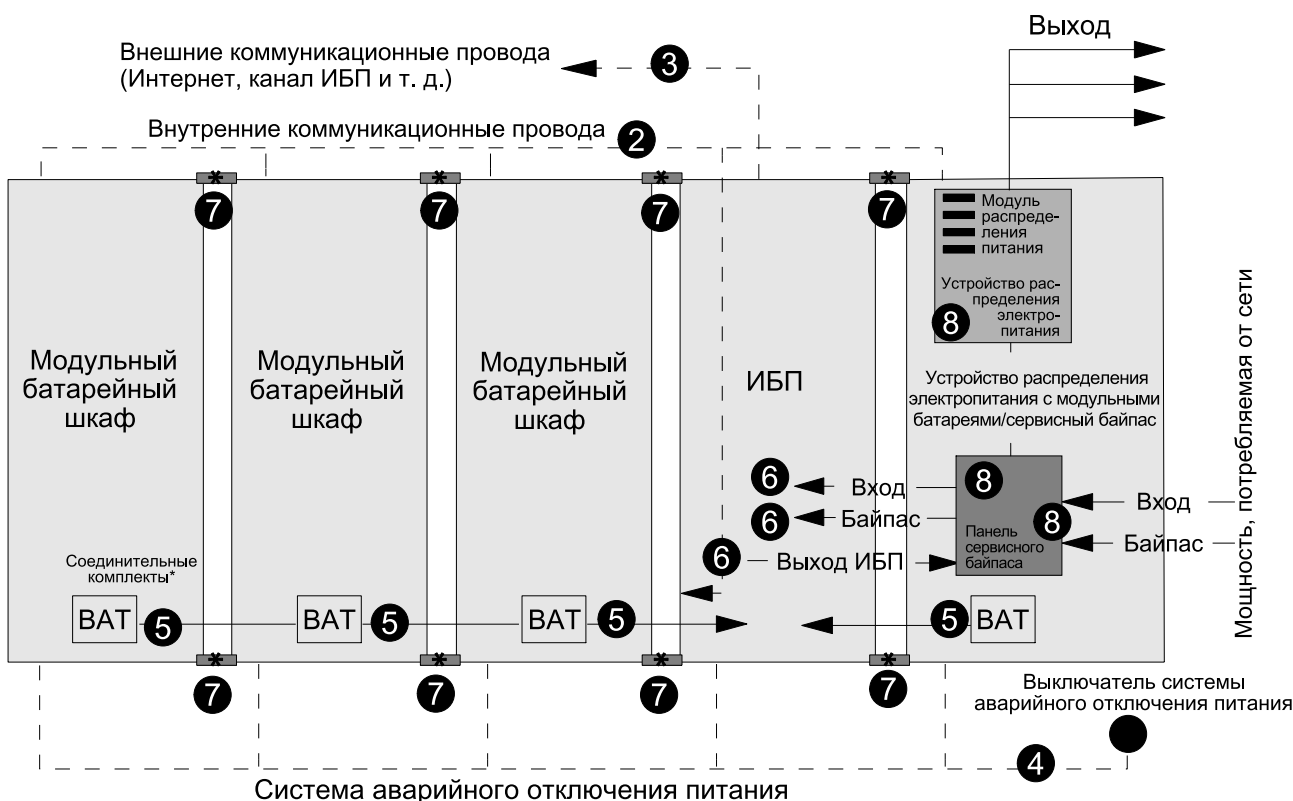 Выход
Внешние коммуникационные провода
(Интернет, канал ИБП и т. д.)
3
Внутренние коммуникационные провода
2
*
*
*
*
7
7
7
7
Модуль
распреде-
ления
питания
Устройство рас-
пределения
электро-
питания
8
Модульный
батарейный
шкаф
Модульный
батарейный
шкаф
Модульный
батарейный
шкаф
ИБП
Устройство распределения
электропитания с модульными
батареями/сервисный байпас
Мощность, потребляемая от сети
6
Вход
8
6
Байпас
8
Вход
6
Выход ИБП
Панель
сервисного
байпаса
Байпас
Соединительные
комплекты*
BAT
5
BAT
5
BAT
5
5
BAT
*
*
*
*
7
7
7
7
Выключатель системы
аварийного отключения питания
4
Система аварийного отключения питания